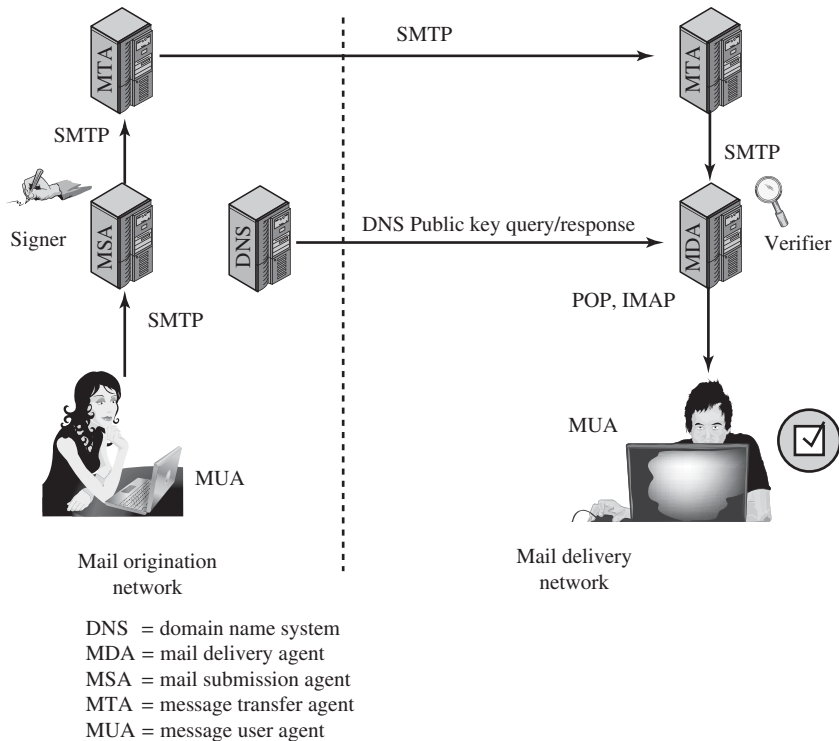 SMTP
MTA
MTA
SMTP
SMTP
Signer
MSA
DNS
DNS Public key query/response
MDA
Verifier
SMTP
POP, IMAP
MUA
MUA
Mail origination
network
Mail delivery
network
DNS = domain name system
MDA = mail delivery agent
MSA = mail submission agent
MTA = message transfer agent
MUA = message user agent